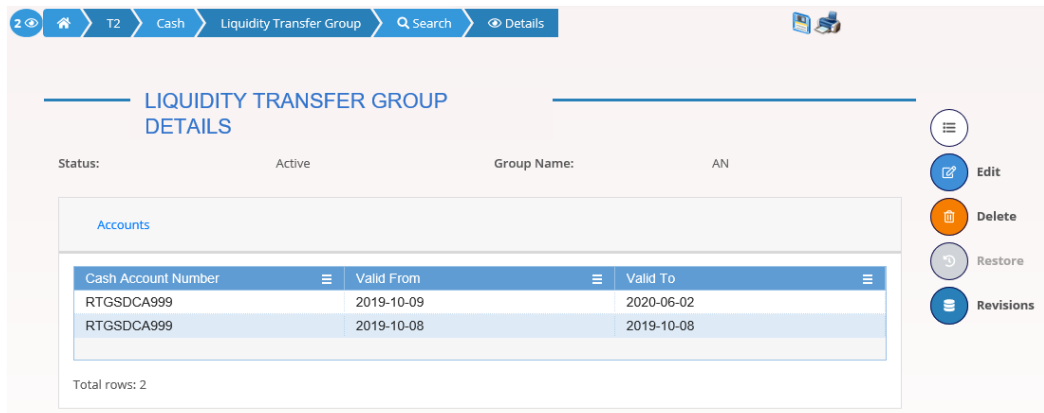 2 T2 Cash Liquidity Transfer Group Search Details
LIQUIDITY TRANSFER GROUP
DETAILS
Status: Active Group Name: AN
Edit
Accounts
Delete
Restore
Cash Account Number Valid From Valid To
RTGSDCA999 2019-10-09 2020-06-02
Revisions
RTGSDCA999 2019-10-08 2019-10-08
Total rows: 2